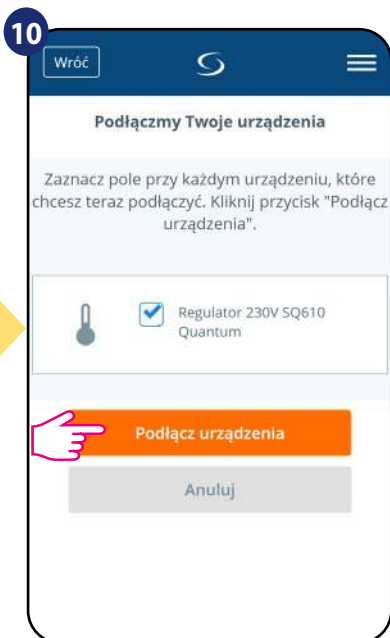 10
Wróć
Podłączmy Twoje urządzenia
Zaznacz pole przy każdym urządzeniu, które
chcesz teraz podłączyć. Kliknij przycisk "Podłącz
urządzenia".
Regulator 230V SQ610
Quantum
Podłącz urządzenia
Anuluj